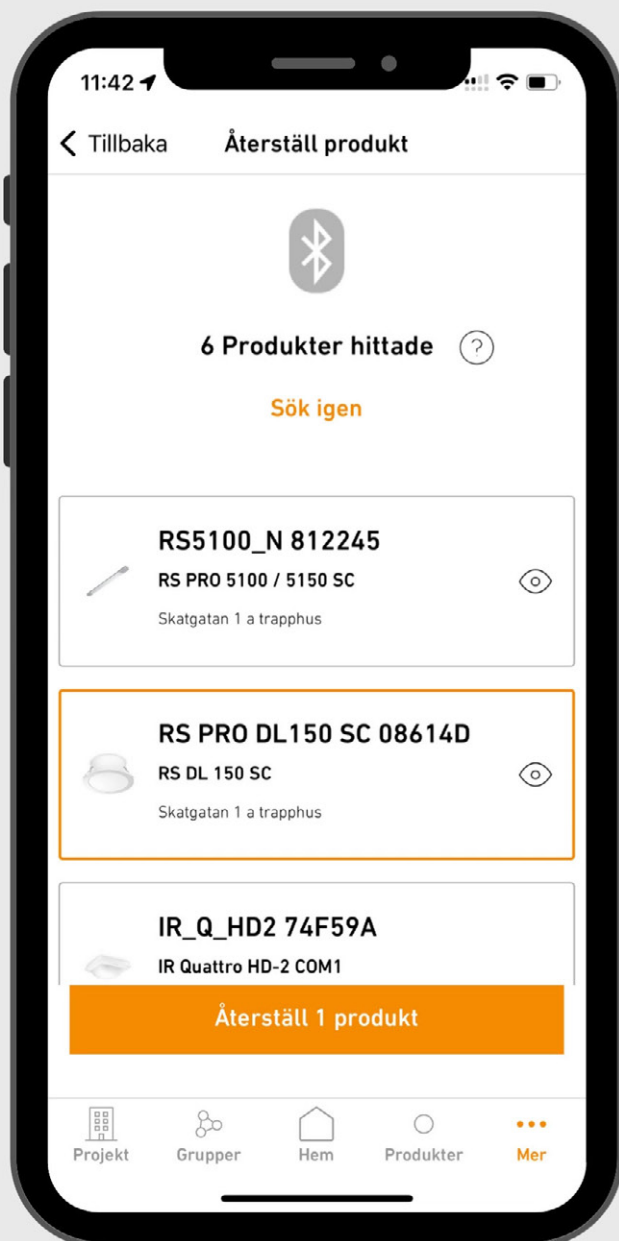 11:42
Tillbaka
Återställ produkt
6 Produkter hittade ?
Sök igen
RS5100_N 812245
RS PRO 5100 / 5150 SC
Skatgatan 1 a trapphus
RS PRO DL150 SC 08614D
RS DL 150 SC
Skatgatan 1 a trapphus
IR_Q_HD2 74F59A
IR Quattro HD-2 COM1
Återställ 1 produkt
Projekt Grupper Hem Produkter Mer